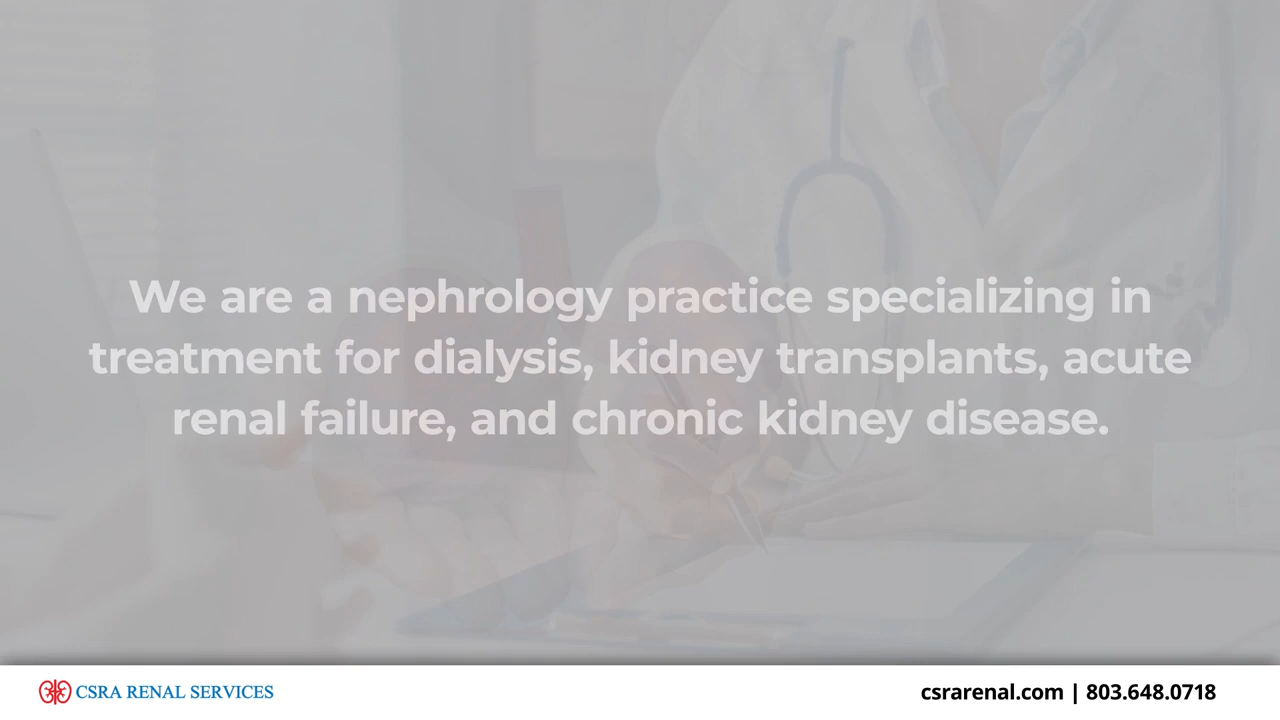 We are a nephrology practice specializing in
treatment for dialysis, kidney transplants, acute
renal failure, and chronic kidney disease.
CSRA RENAL SERVICES
csrarenal.com | 803.648.0718